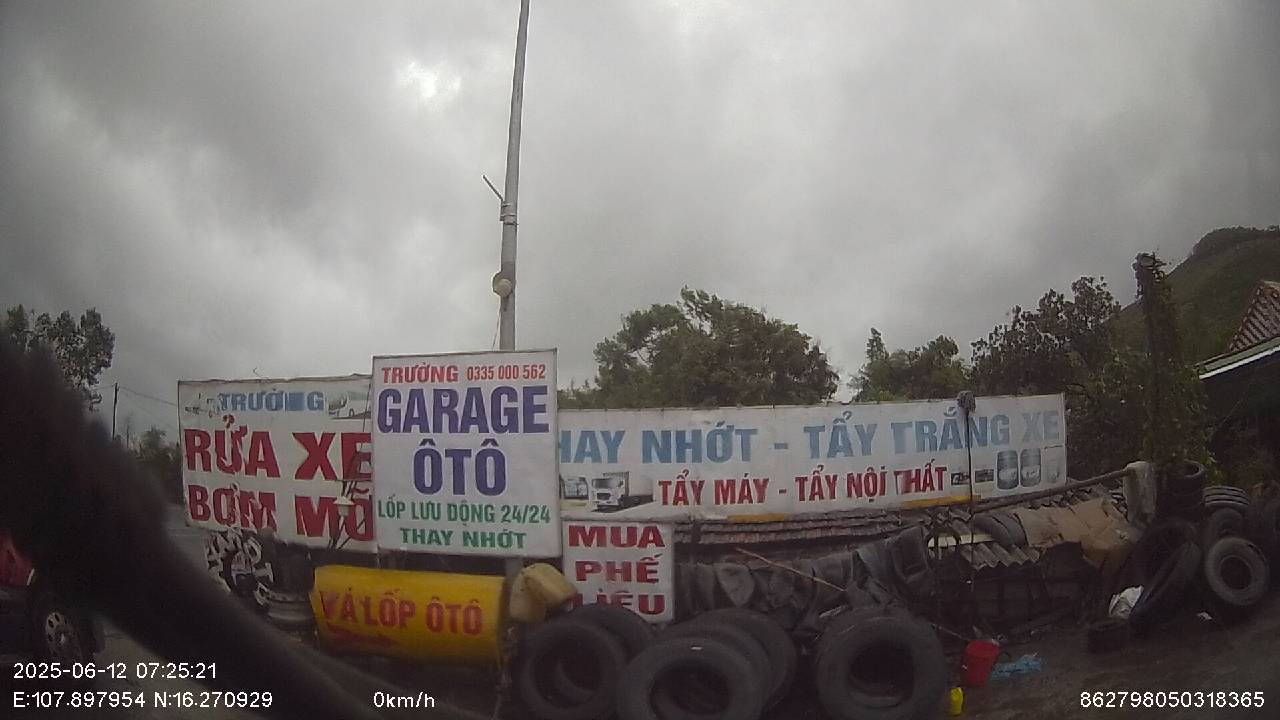 TRƯỜNG
RỬA XE
BƠM MỠ
TRƯỜNG 0335 000 562
GARAGE
ÔTÔ
LỐP LƯU ĐỘNG 24/24
THAY NHỚT
HAY NHỚT - TẨY TRẮNG XE
TẨY MÁY - TẨY NỘI THẤT
MUA
PHẾ
LIỆU
VÁ LỐP ÔTÔ
2025-06-12 07:25:21
E:107.897954 N:16.270929
0km/h
862798050318365